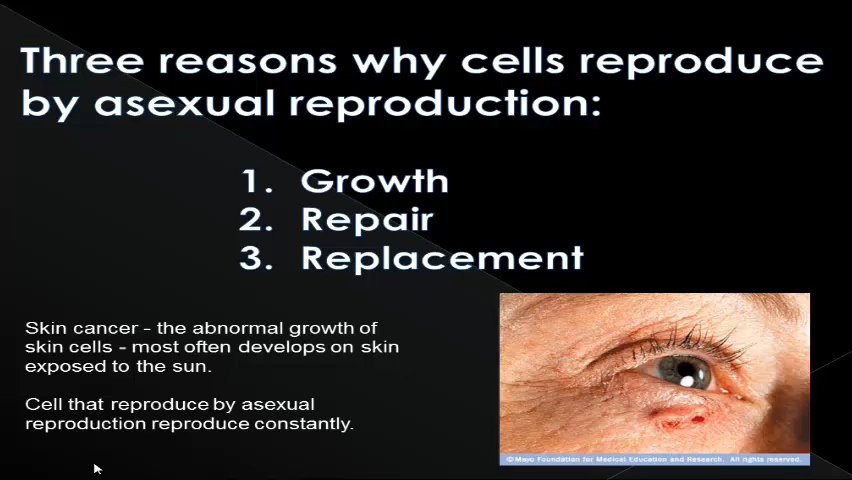 Three reasons why cells reproduce
by asexual reproduction:
1. Growth
2. Repair
3. Replacement
Skin cancer - the abnormal growth of
skin cells - most often develops on skin
exposed to the sun.
Cell that reproduce by asexual
reproduction reproduce constantly.
©Mayo Foundation for Medical Education and Research. All rights reserved.